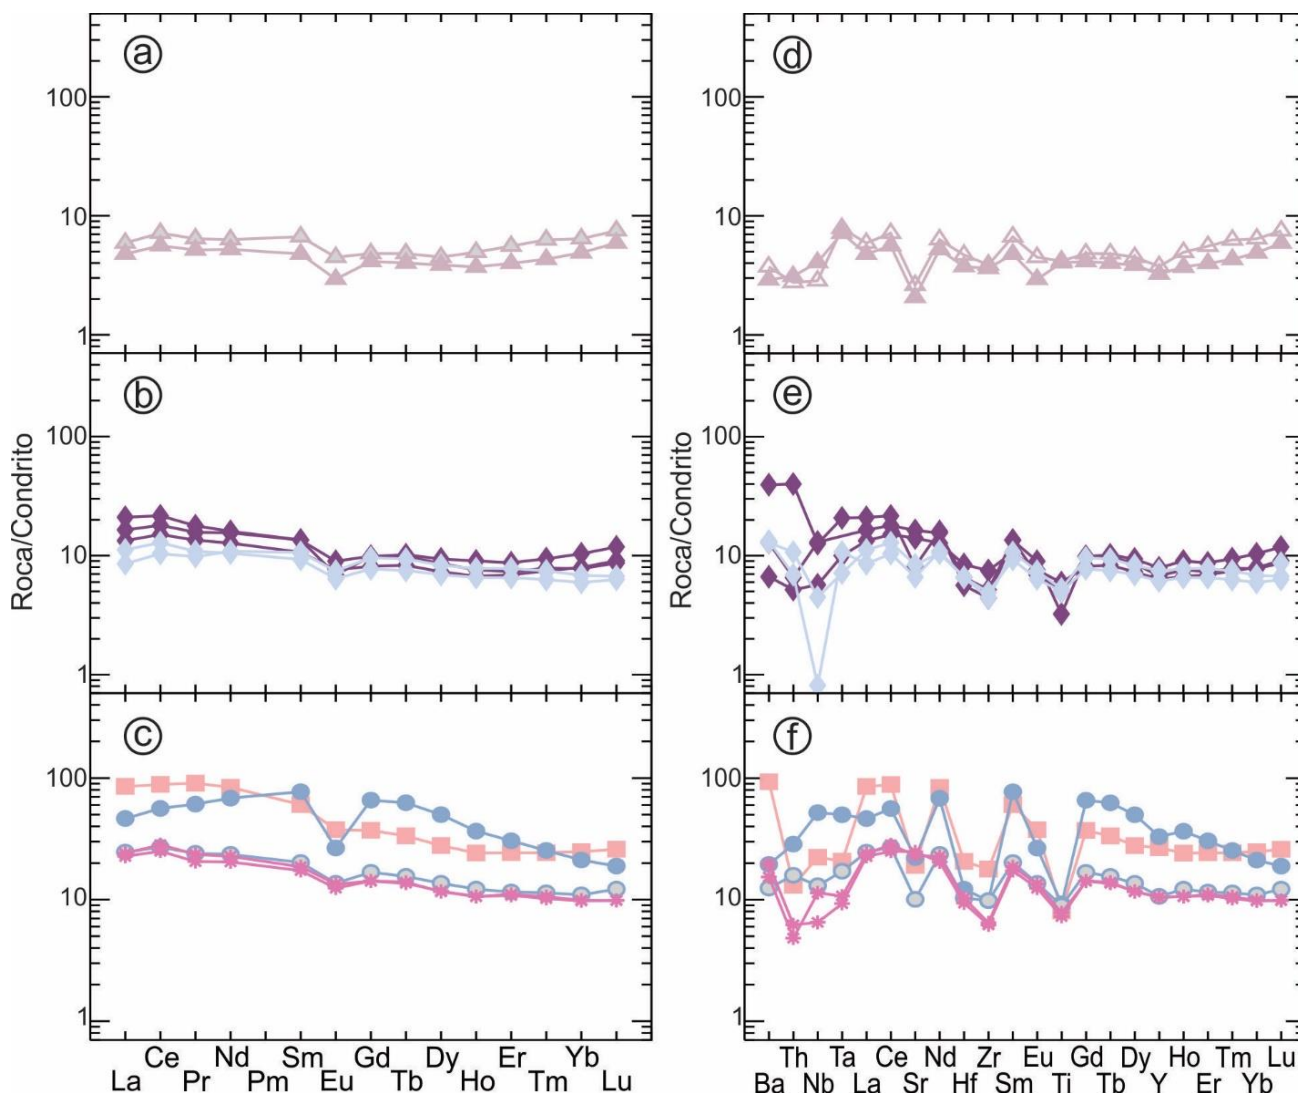 a
100
10
1
b
100
10
1
c
100
10
1
Roca/Condrito
La Ce Pr Nd Pm Sm Eu Gd Tb Dy Ho Er Tm Yb Lu
d
100
10
1
e
100
10
1
f
100
10
1
Roca/Condrito
Ba Th Nb Ta La Ce Sr Nd Hf Zr Sm Eu Ti Gd Tb Dy Y Ho Er Tm Yb Lu